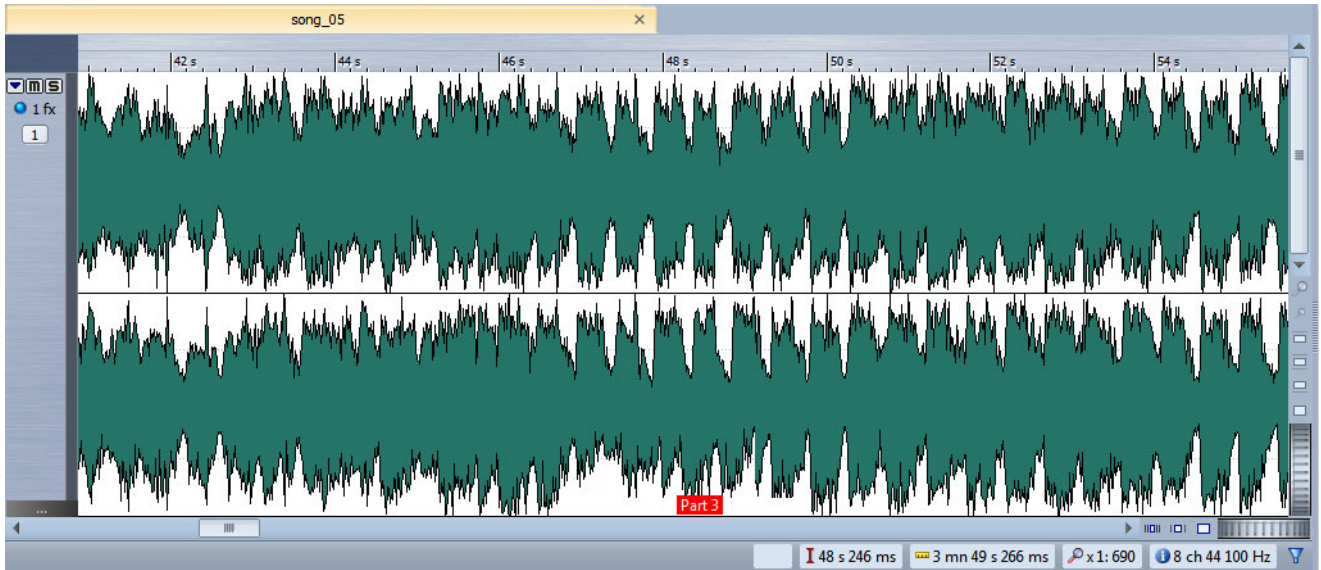 song_05
42 s 44 s 46 s 48 s 50 s 52 s 54 s
m S
1 fx
1
Part 3
...
48 s 246 ms 3 mn 49 s 266 ms x 1: 690 8 ch 44 100 Hz